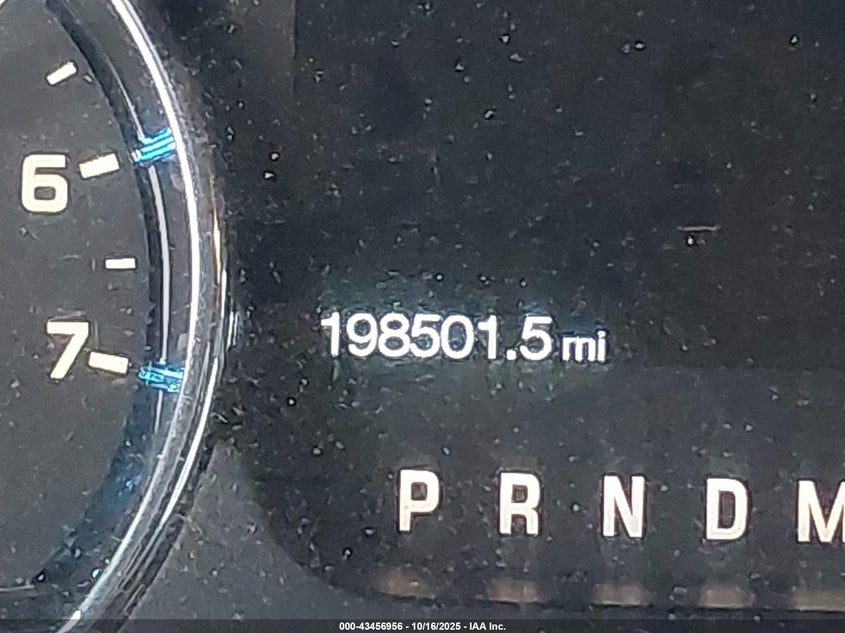 6
7
198501.5 mi
P R N D M
000-43456956 - 10/16/2025 - IAA Inc.